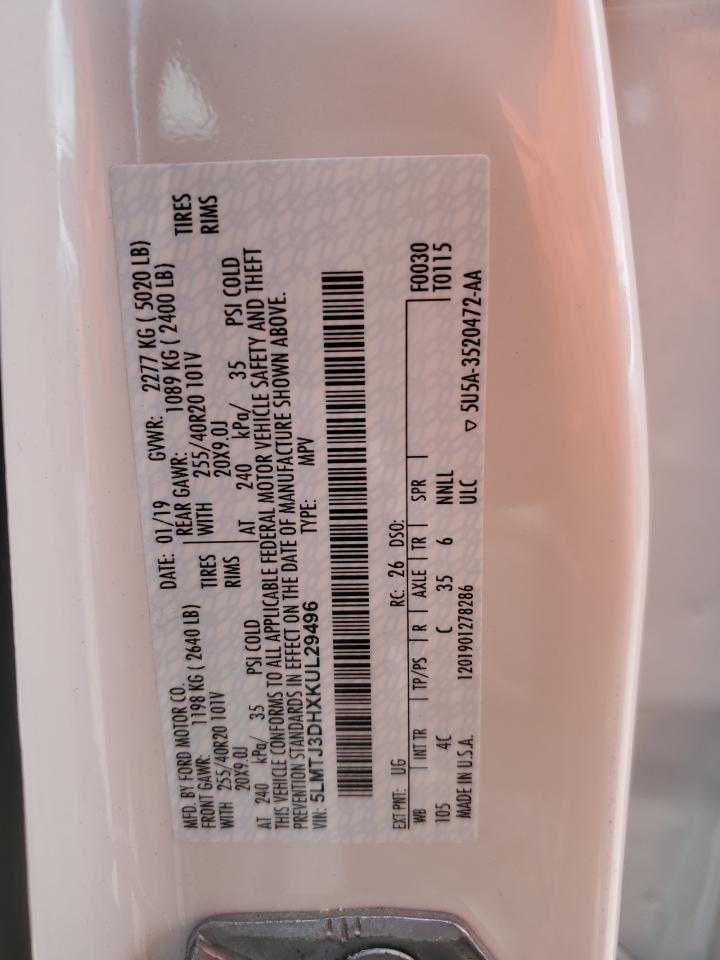 MFD. BY FORD MOTOR CO.
DATE: 01/19 GVWR: 2277 KG ( 5020 LB)
FRONT GAWR: 1198 KG ( 2640 LB) REAR GAWR: 1089 KG ( 2400 LB)
WITH 255/40R20 101V TIRES WITH 255/40R20 101V TIRES
20X9.0J RIMS 20X9.0J RIMS
AT 240 kPa/ 35 PSI COLD AT 240 kPa/ 35 PSI COLD
THIS VEHICLE CONFORMS TO ALL APPLICABLE FEDERAL MOTOR VEHICLE SAFETY AND THEFT
PREVENTION STANDARDS IN EFFECT ON THE DATE OF MANUFACTURE SHOWN ABOVE.
VIN: 5LMTJ3DHXKUL29496 TYPE: MPV
EXT PNT: UG RC: 26 DSO: F0030
WB INT TR TP/PS R AXLE TR SPR T0115
105 4C C 35 6 NNLL
MADE IN U.S.A. 1201901278286 ULC ▽ 5U5A-3520472-AA